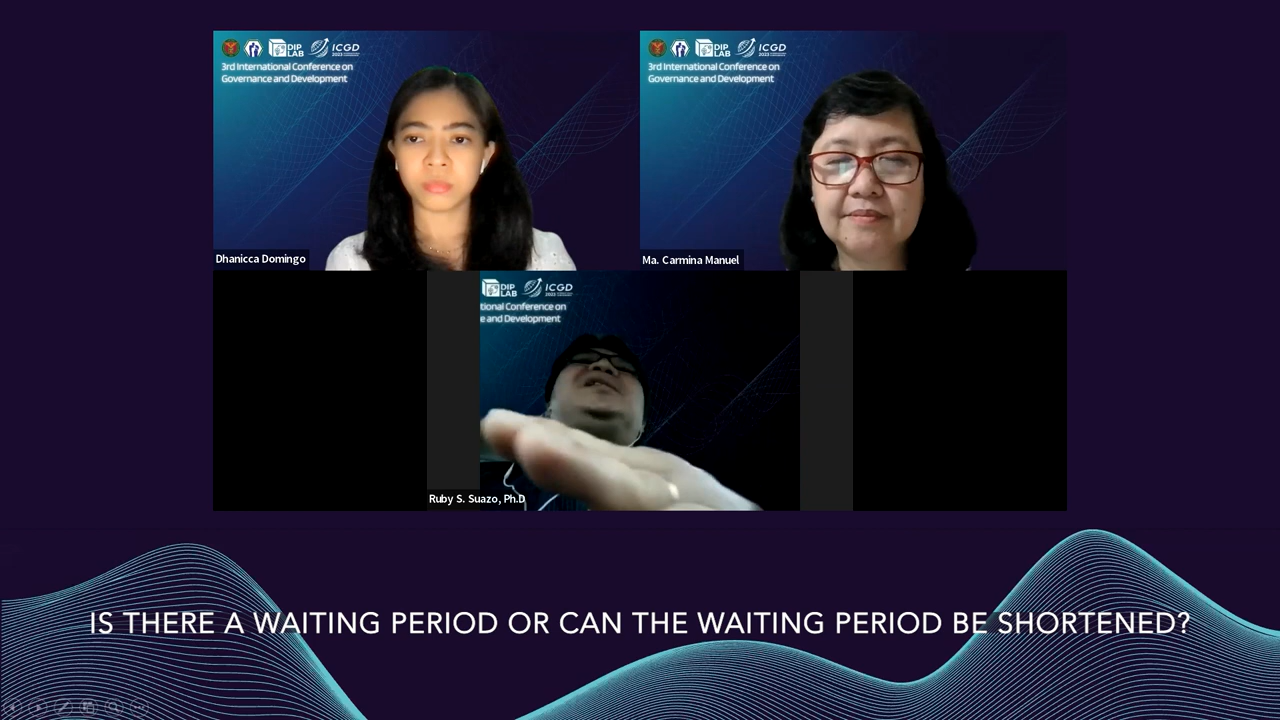 DIP
LAB
ICGD
3rd International Conference on
Governance and Development
Dhanicca Domingo
DIP
LAB
ICGD
3rd International Conference on
Governance and Development
Ma. Carmina Manuel
DIP
LAB
ICGD
tional Conference on
e and Development
Ruby S. Suazo, Ph.D
IS THERE A WAITING PERIOD OR CAN THE WAITING PERIOD BE SHORTENED?